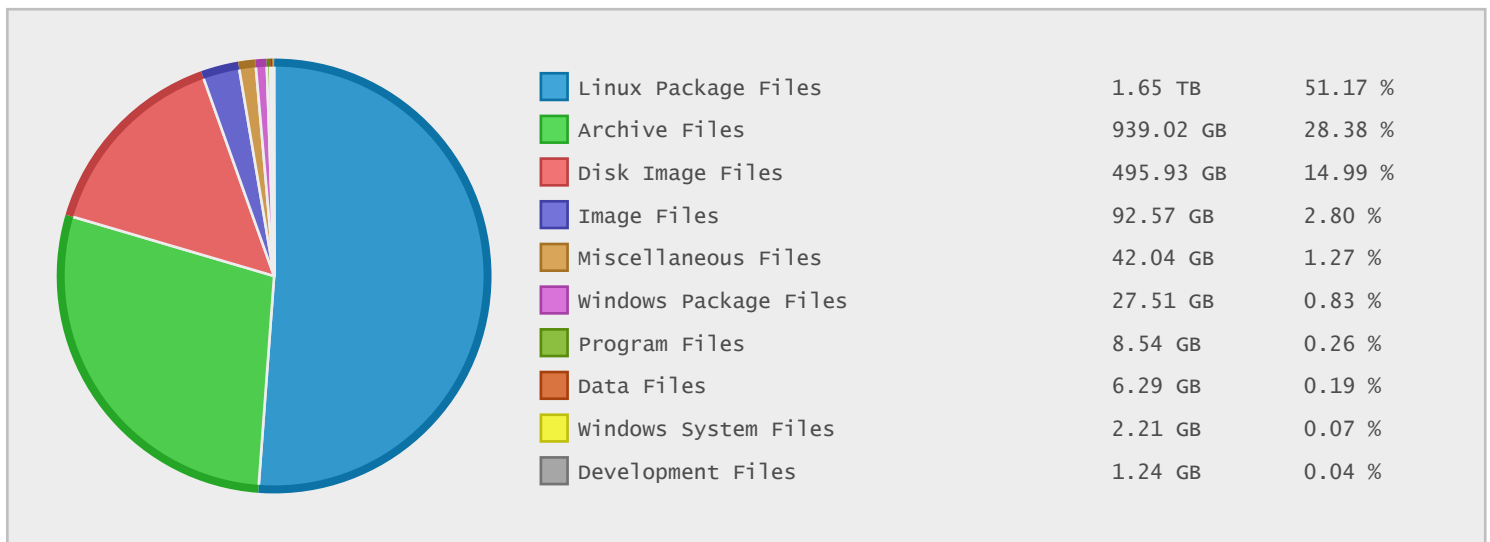 Linux Package Files 1.65 TB 51.17 %
Archive Files 939.02 GB 28.38 %
Disk Image Files 495.93 GB 14.99 %
Image Files 92.57 GB 2.80 %
Miscellaneous Files 42.04 GB 1.27 %
Windows Package Files 27.51 GB 0.83 %
Program Files 8.54 GB 0.26 %
Data Files 6.29 GB 0.19 %
Windows System Files 2.21 GB 0.07 %
Development Files 1.24 GB 0.04 %